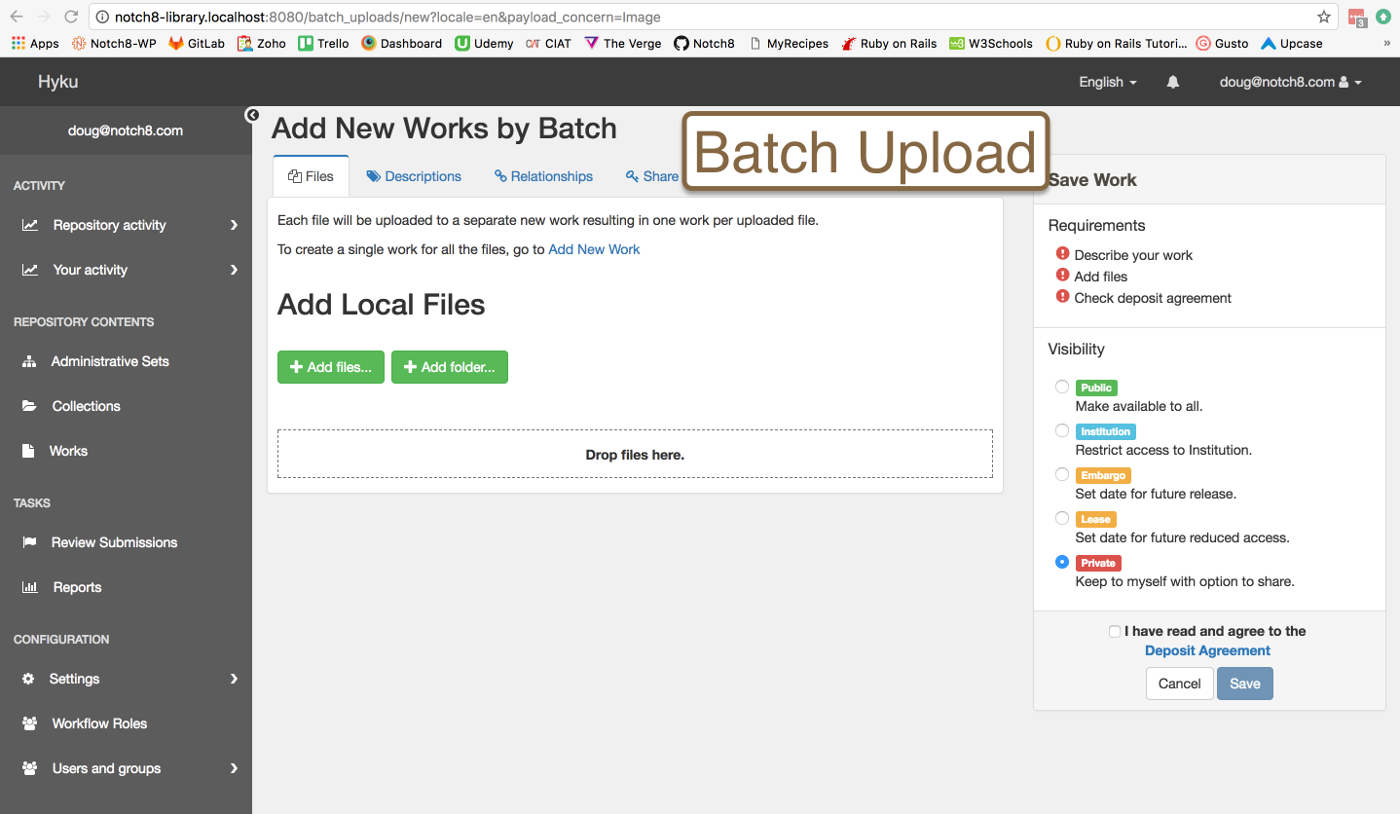 notch8-library.localhost:8080/batch_uploads/new?locale=en&payload_concern=Image
3
Apps Notch8-WP GitLab Zoho Trello Dashboard Udemy CIAT The Verge Notch8 MyRecipes Ruby on Rails W3Schools Ruby on Rails Tutori... Gusto Upcase »
Hyku
English
doug@notch8.com
doug@notch8.com
ACTIVITY
Repository activity
Your activity
REPOSITORY CONTENTS
Administrative Sets
Collections
Works
TASKS
Review Submissions
Reports
CONFIGURATION
Settings
Workflow Roles
Users and groups
Add New Works by Batch
Batch Upload
Files Descriptions Relationships Share
Each file will be uploaded to a separate new work resulting in one work per uploaded file.
To create a single work for all the files, go to Add New Work
Add Local Files
+ Add files... + Add folder...
Drop files here.
Save Work
Requirements
Describe your work
Add files
Check deposit agreement
Visibility
Public
Make available to all.
Institution
Restrict access to Institution.
Embargo
Set date for future release.
Lease
Set date for future reduced access.
Private
Keep to myself with option to share.
I have read and agree to the
Deposit Agreement
Cancel Save